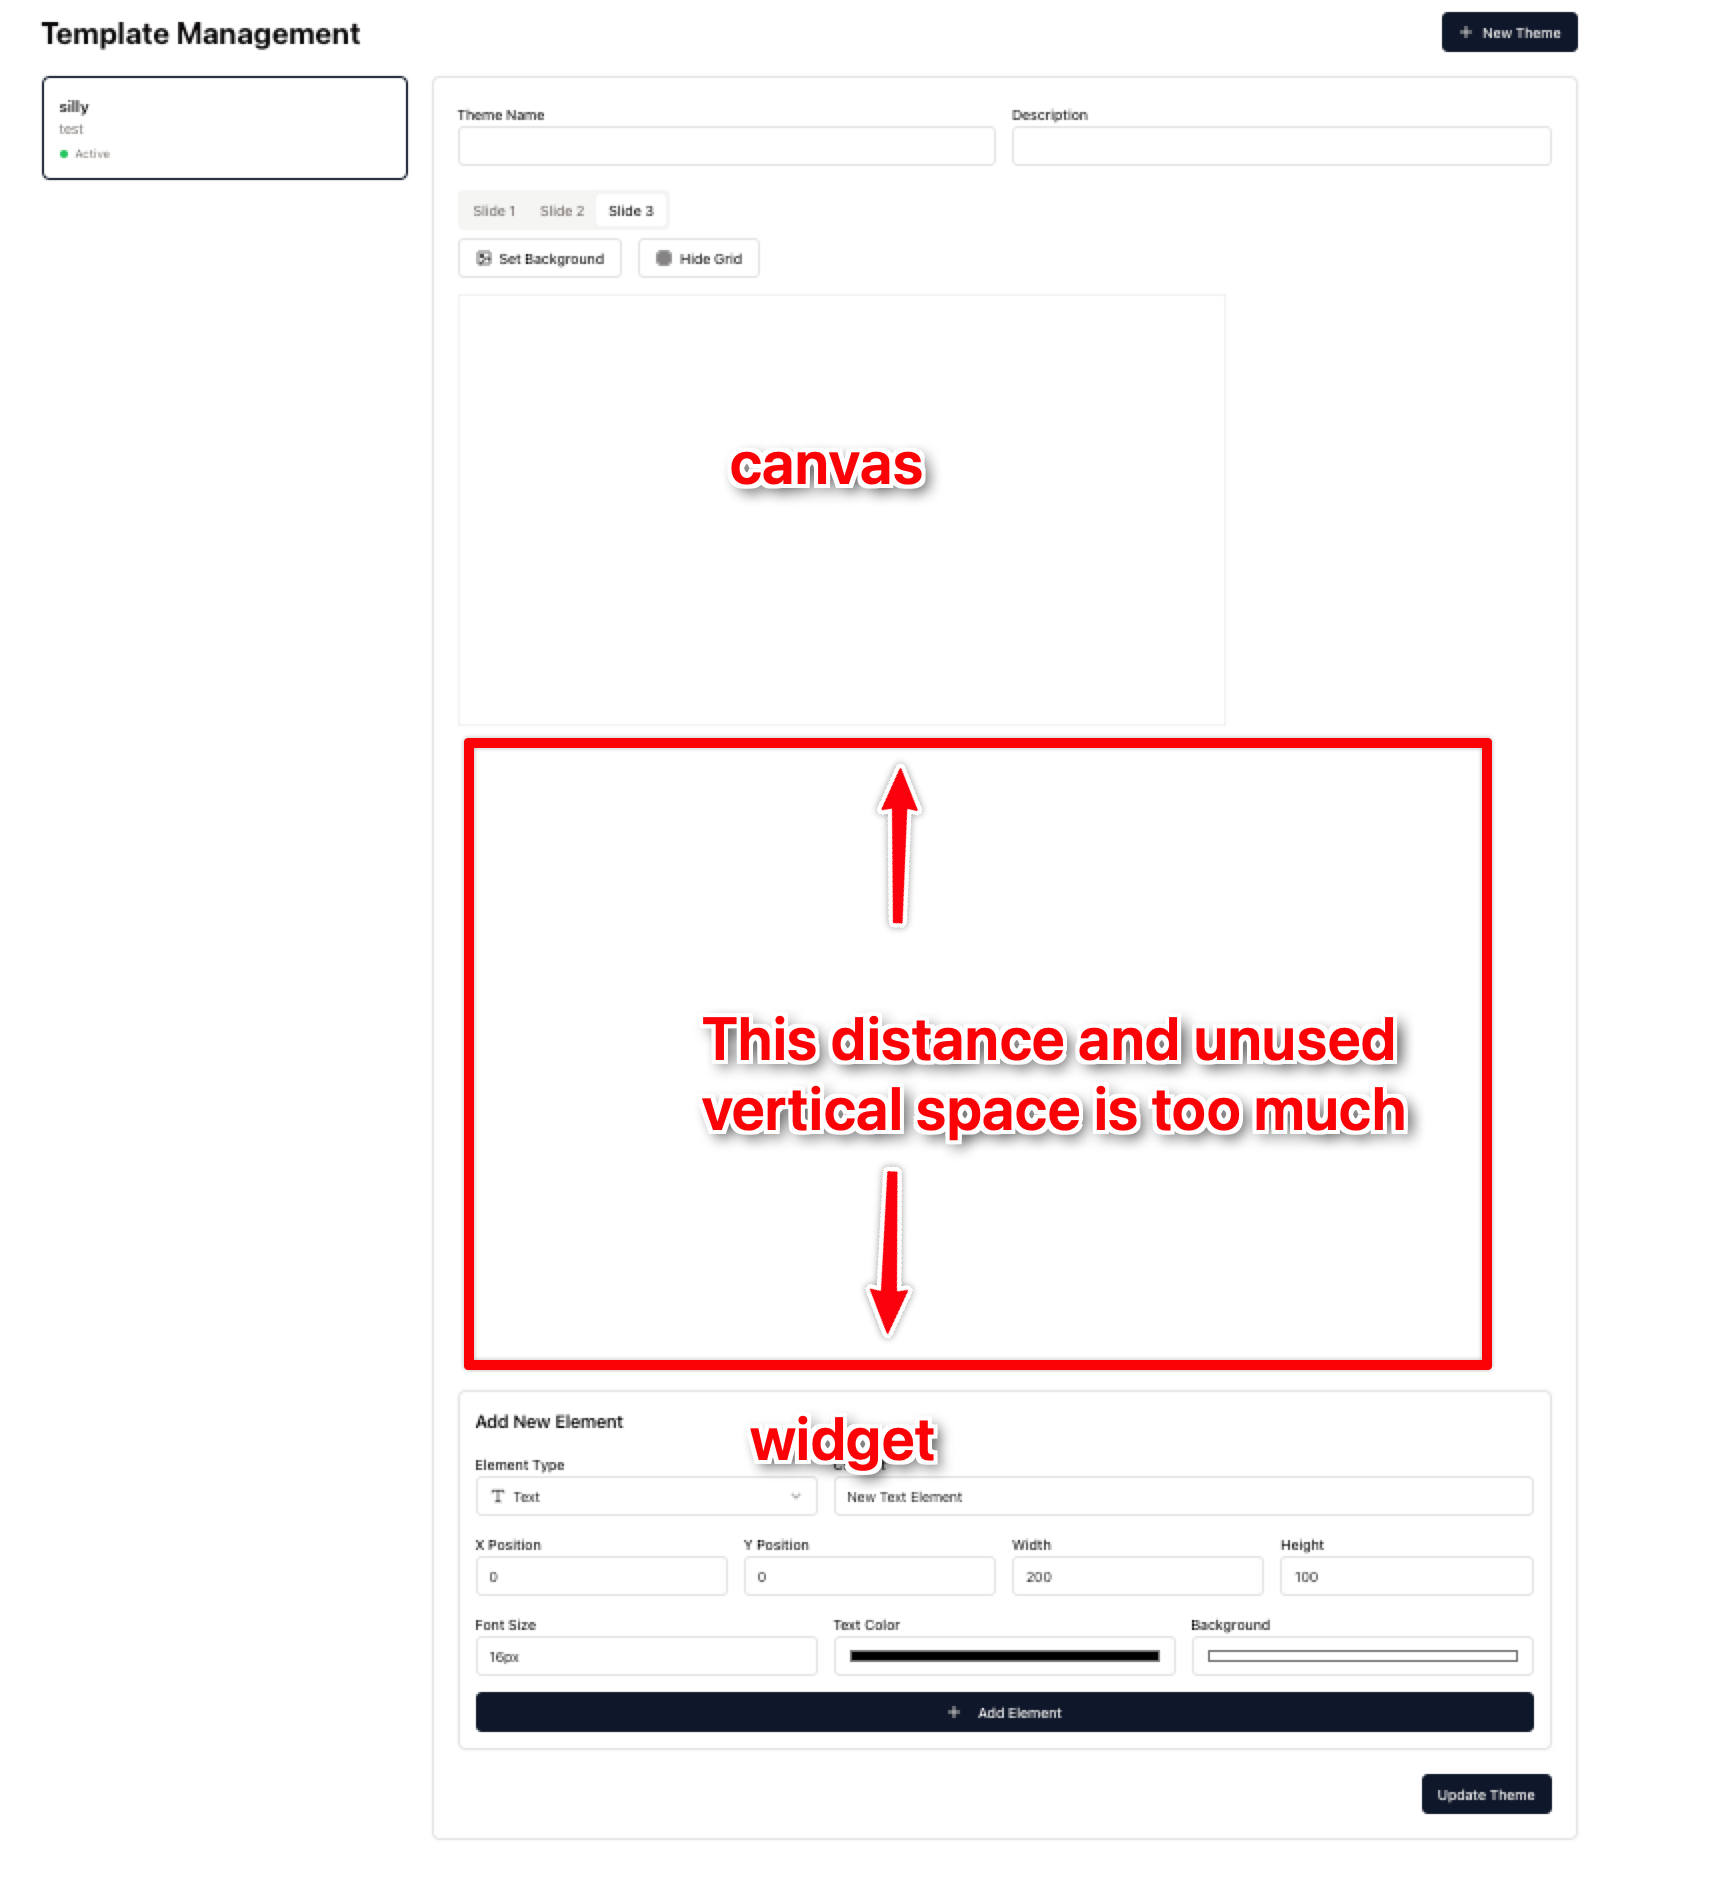 Template Management
New Theme
silly
test
Active
Theme Name
Description
Slide 1
Slide 2
Slide 3
Set Background
Hide Grid
canvas
This distance and unused
vertical space is too much
Add New Element
widget
Element Type
Text
New Text Element
X Position
Y Position
Width
Height
0
0
200
100
Font Size
Text Color
Background
16px
Add Element
Update Theme